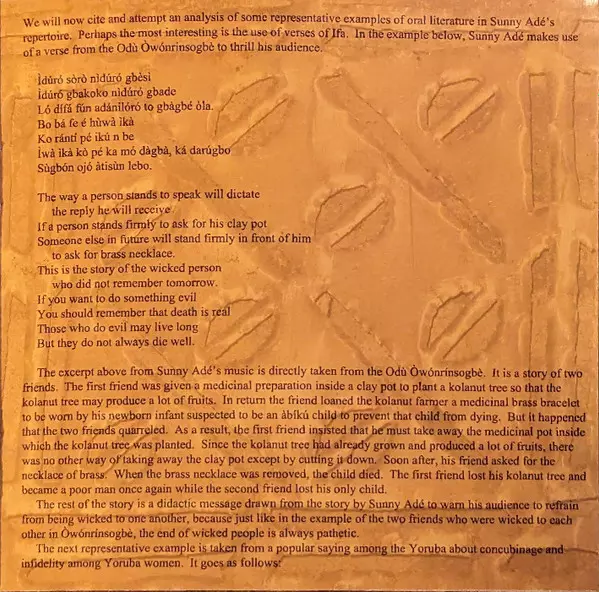 We will now cite and attempt an analysis of some representative examples of oral literature in Sunny Adé's
repertoire. Perhaps the most interesting is the use of verses of Ifa. In the example below, Sunny Adé makes use
of a verse from the Odù Òwónrínsogbè to thrill his audience.
Ìdúró sòrò nìdúró gbèsì
Ìdúró gbakoko nìdúró gbade
Ló dífá fún adánilóró to gbàgbé òla.
Bo bá fe é hùwà ìkà
Ko rántí pé ikú n be
Ìwà ìkà kò pé ka mó dàgbà, ká darúgbo
Sùgbón ojó àtisùn lebo.
The way a person stands to speak will dictate
the reply he will receive
If a person stands firmly to ask for his clay pot
Someone else in future will stand firmly in front of him
to ask for brass necklace.
This is the story of the wicked person
who did not remember tomorrow.
If you want to do something evil
You should remember that death is real
Those who do evil may live long
But they do not always die well.
The excerpt above from Sunny Adé's music is directly taken from the Odù Òwónrínsogbè. It is a story of two
friends. The first friend was given a medicinal preparation inside a clay pot to plant a kolanut tree so that the
kolanut tree may produce a lot of fruits. In return the friend loaned the kolanut farmer a medicinal brass bracelet
to be worn by his newborn infant suspected to be an àbíkú child to prevent that child from dying. But it happened
that the two friends quarreled. As a result, the first friend insisted that he must take away the medicinal pot inside
which the kolanut tree was planted. Since the kolanut tree had already grown and produced a lot of fruits, there
was no other way of taking away the clay pot except by cutting it down. Soon after, his friend asked for the
necklace of brass. When the brass necklace was removed, the child died. The first friend lost his kolanut tree and
became a poor man once again while the second friend lost his only child.
The rest of the story is a didactic message drawn from the story by Sunny Adé to warn his audience to refrain
from being wicked to one another, because just like in the example of the two friends who were wicked to each
other in Òwónrínsogbè, the end of wicked people is always pathetic.
The next representative example is taken from a popular saying among the Yoruba about concubinage and
infidelity among Yoruba women. It goes as follows: